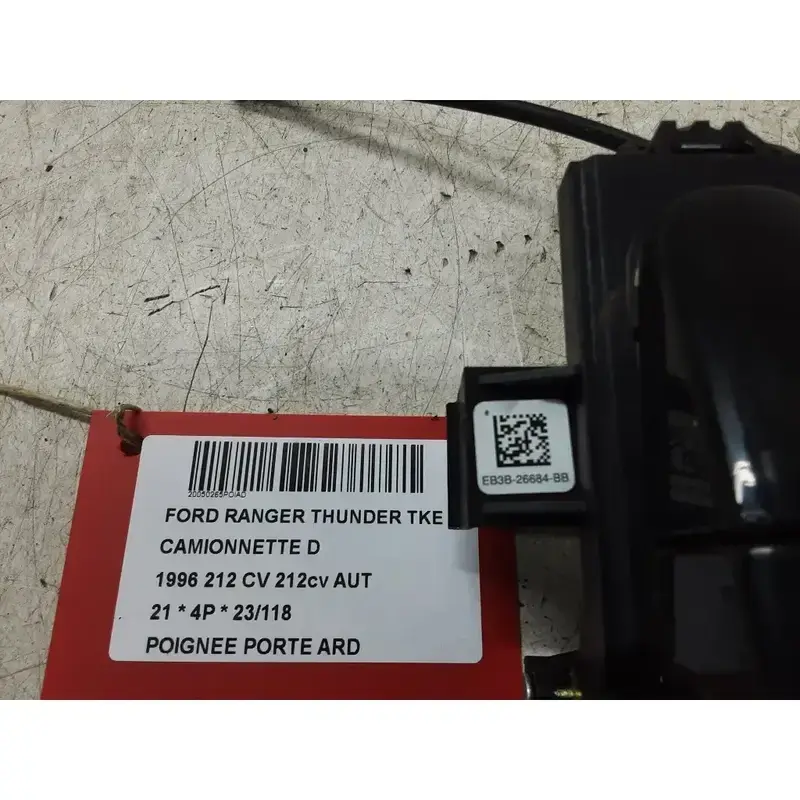 EB3B-26684-BB
20050265POIAD
FORD RANGER THUNDER TKE
CAMIONNETTE D
1996 212 CV 212cv AUT
21 * 4P * 23/118
POIGNEE PORTE ARD